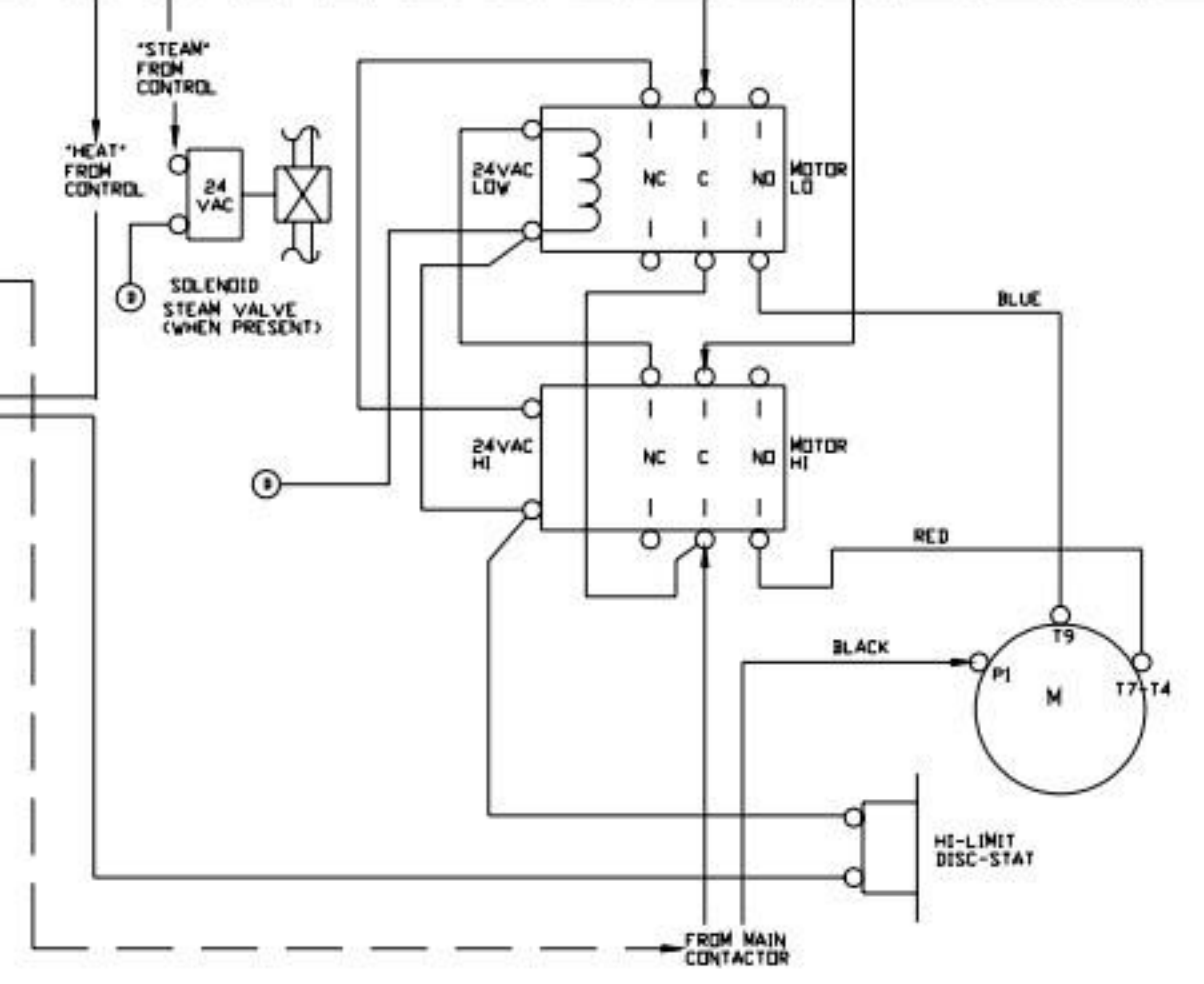 "STEAM"
FROM
CONTROL
"HEAT"
FROM
CONTROL
24
VAC
SOLENOID
STEAM VALVE
(WHEN PRESENT)
24VAC
LOW
NC C NO
MOTOR
LO
BLUE
24VAC
HI
NC C NO
MOTOR
HI
RED
BLACK
T9
P1
M
T7-T4
HI-LIMIT
DISC-STAT
FROM MAIN
CONTACTOR